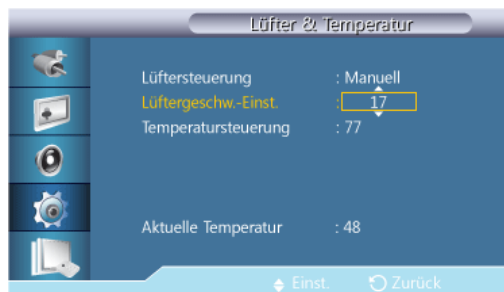 Lüfter & Temperatur
Lüftersteuerung : Manuell
Lüftergeschw.-Einst. : 17
Temperatursteuerung : 77
Aktuelle Temperatur : 48
Einst. Zurück